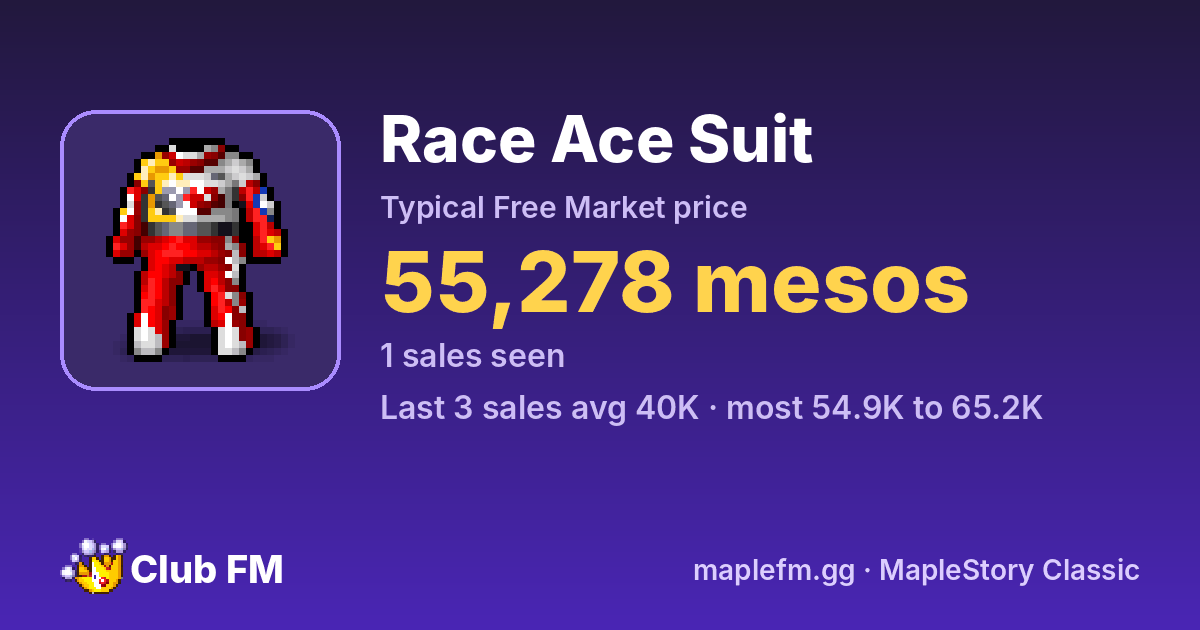 Race Ace Suit
Typical Free Market price
55,278 mesos
1 sales seen
Last 3 sales avg 40K · most 54.9K to 65.2K
Club FM
maplefm.gg · MapleStory Classic